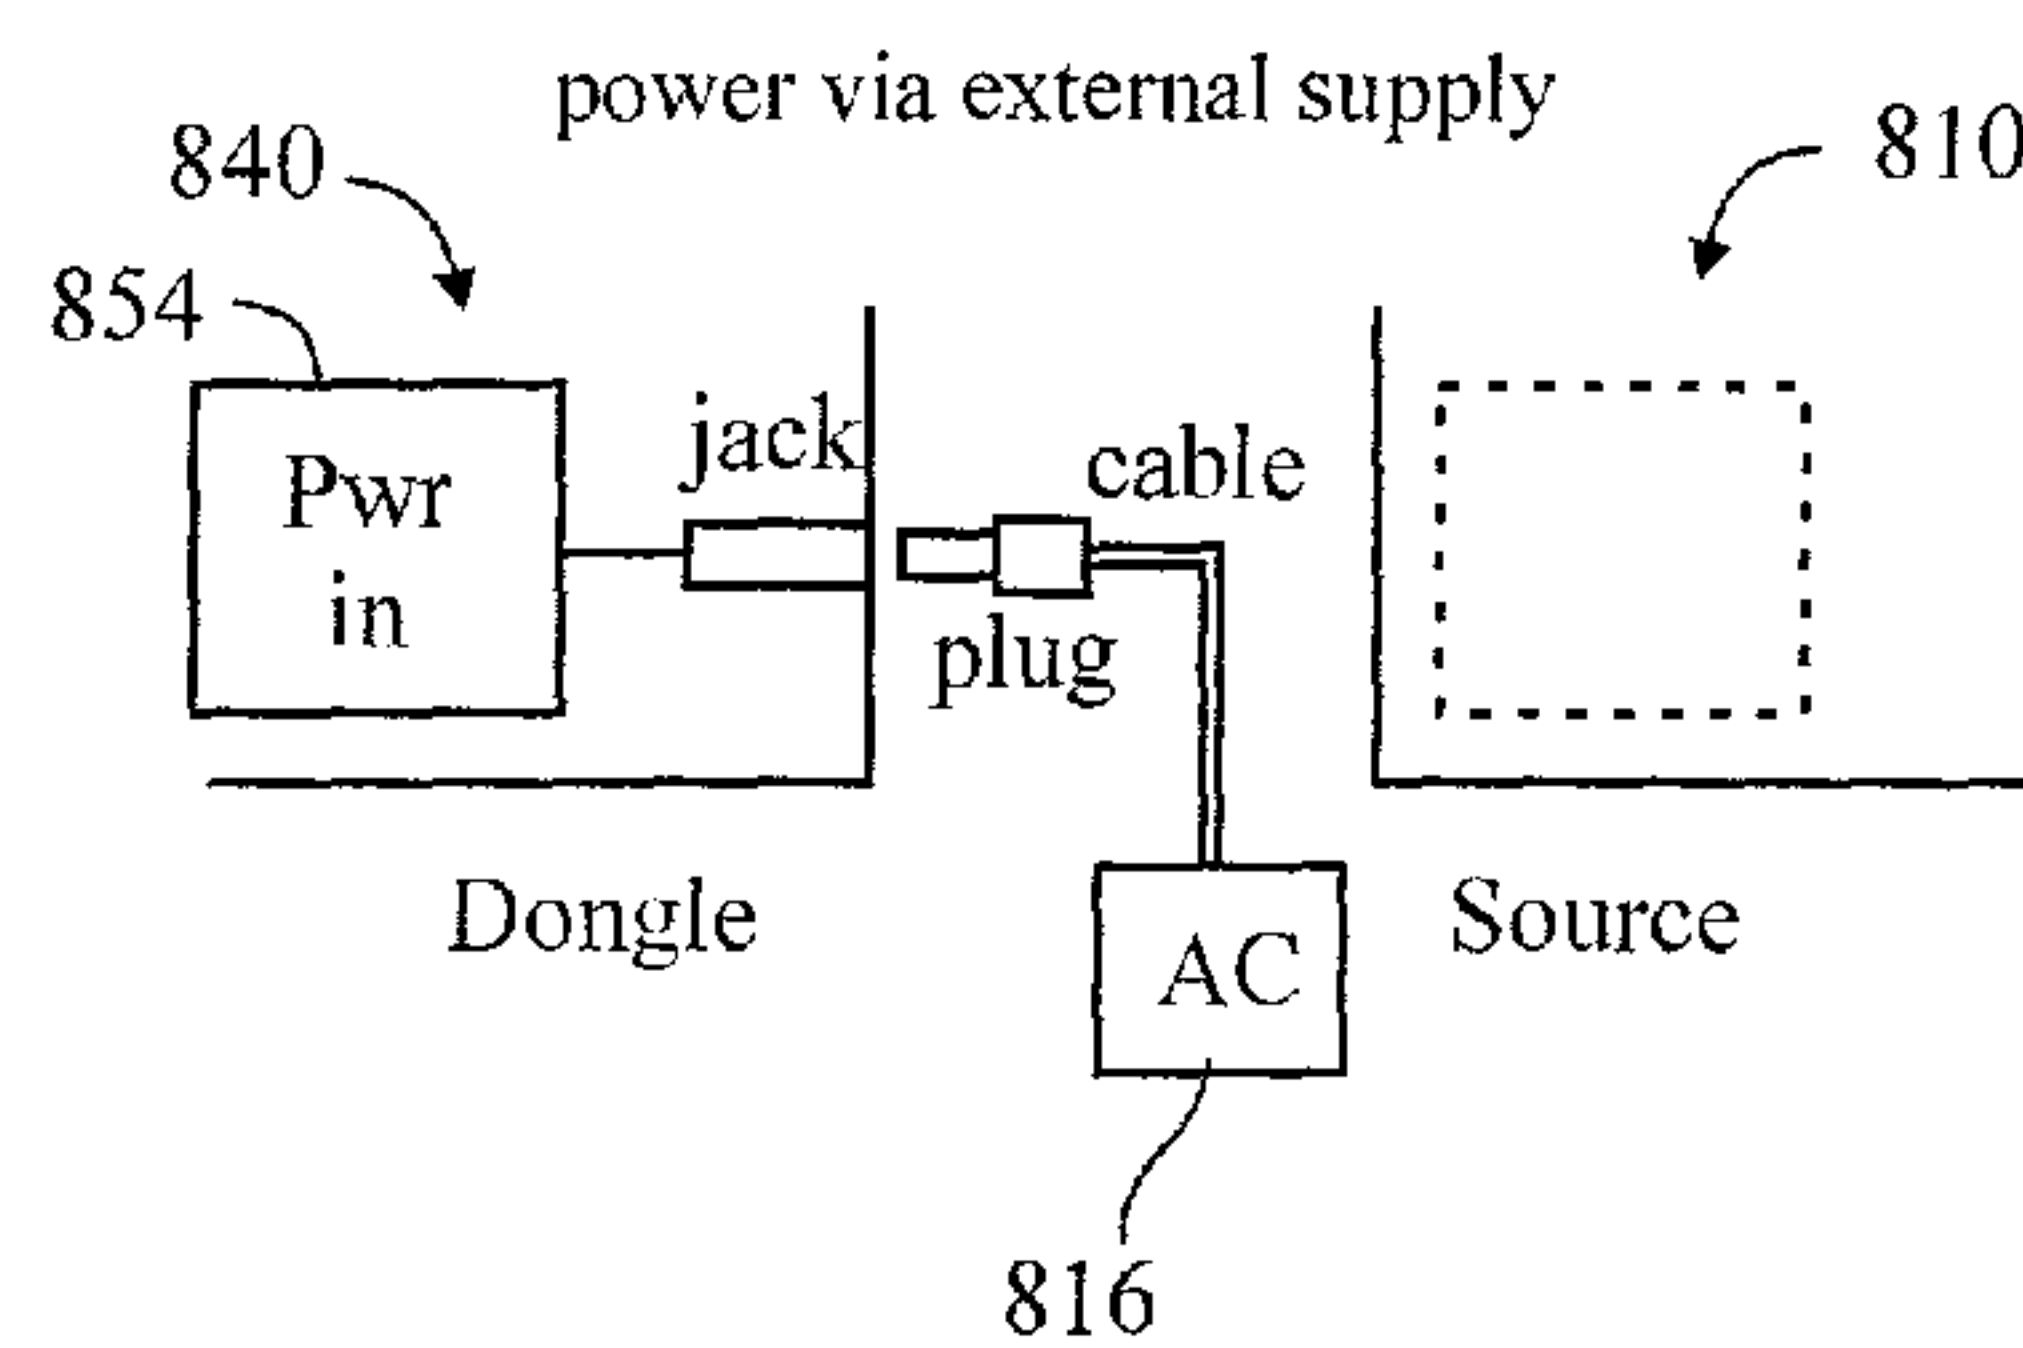 power via external supply
840
810
854
jack
cable
Pwr
in
plug
Dongle
Source
AC
816